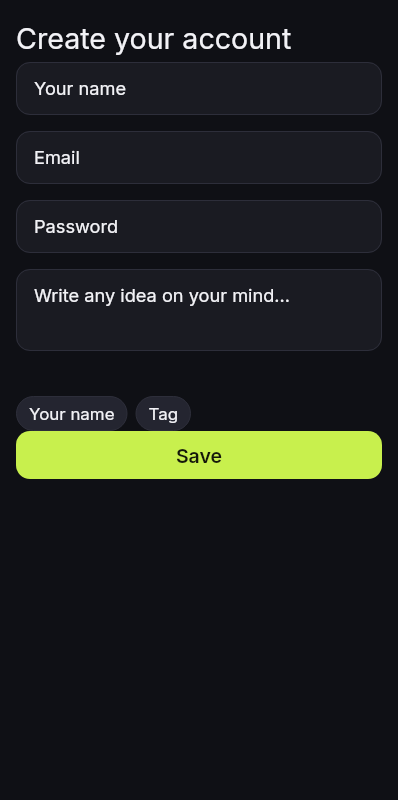 Create your account
Your name
Email
Password
Write any idea on your mind...
Your name Tag
Save